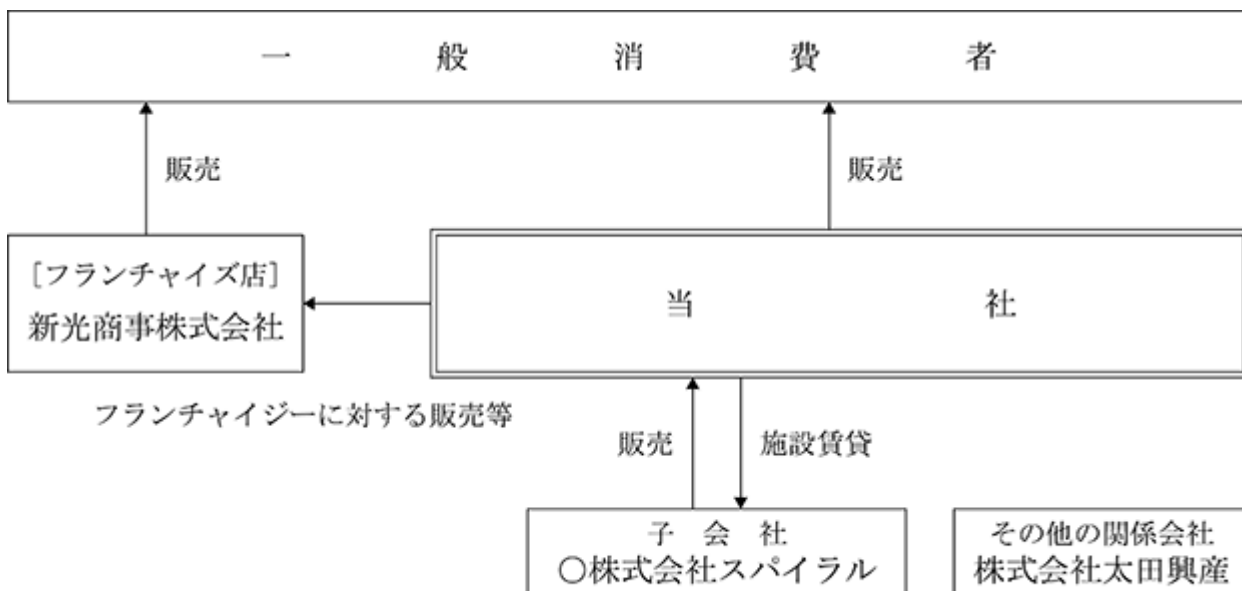 一般消費者
販売
販売
［フランチャイズ店］
新光商事株式会社
当社
フランチャイジーに対する販売等
販売
施設賃貸
子会社
○株式会社スパイラル
その他の関係会社
株式会社太田興産